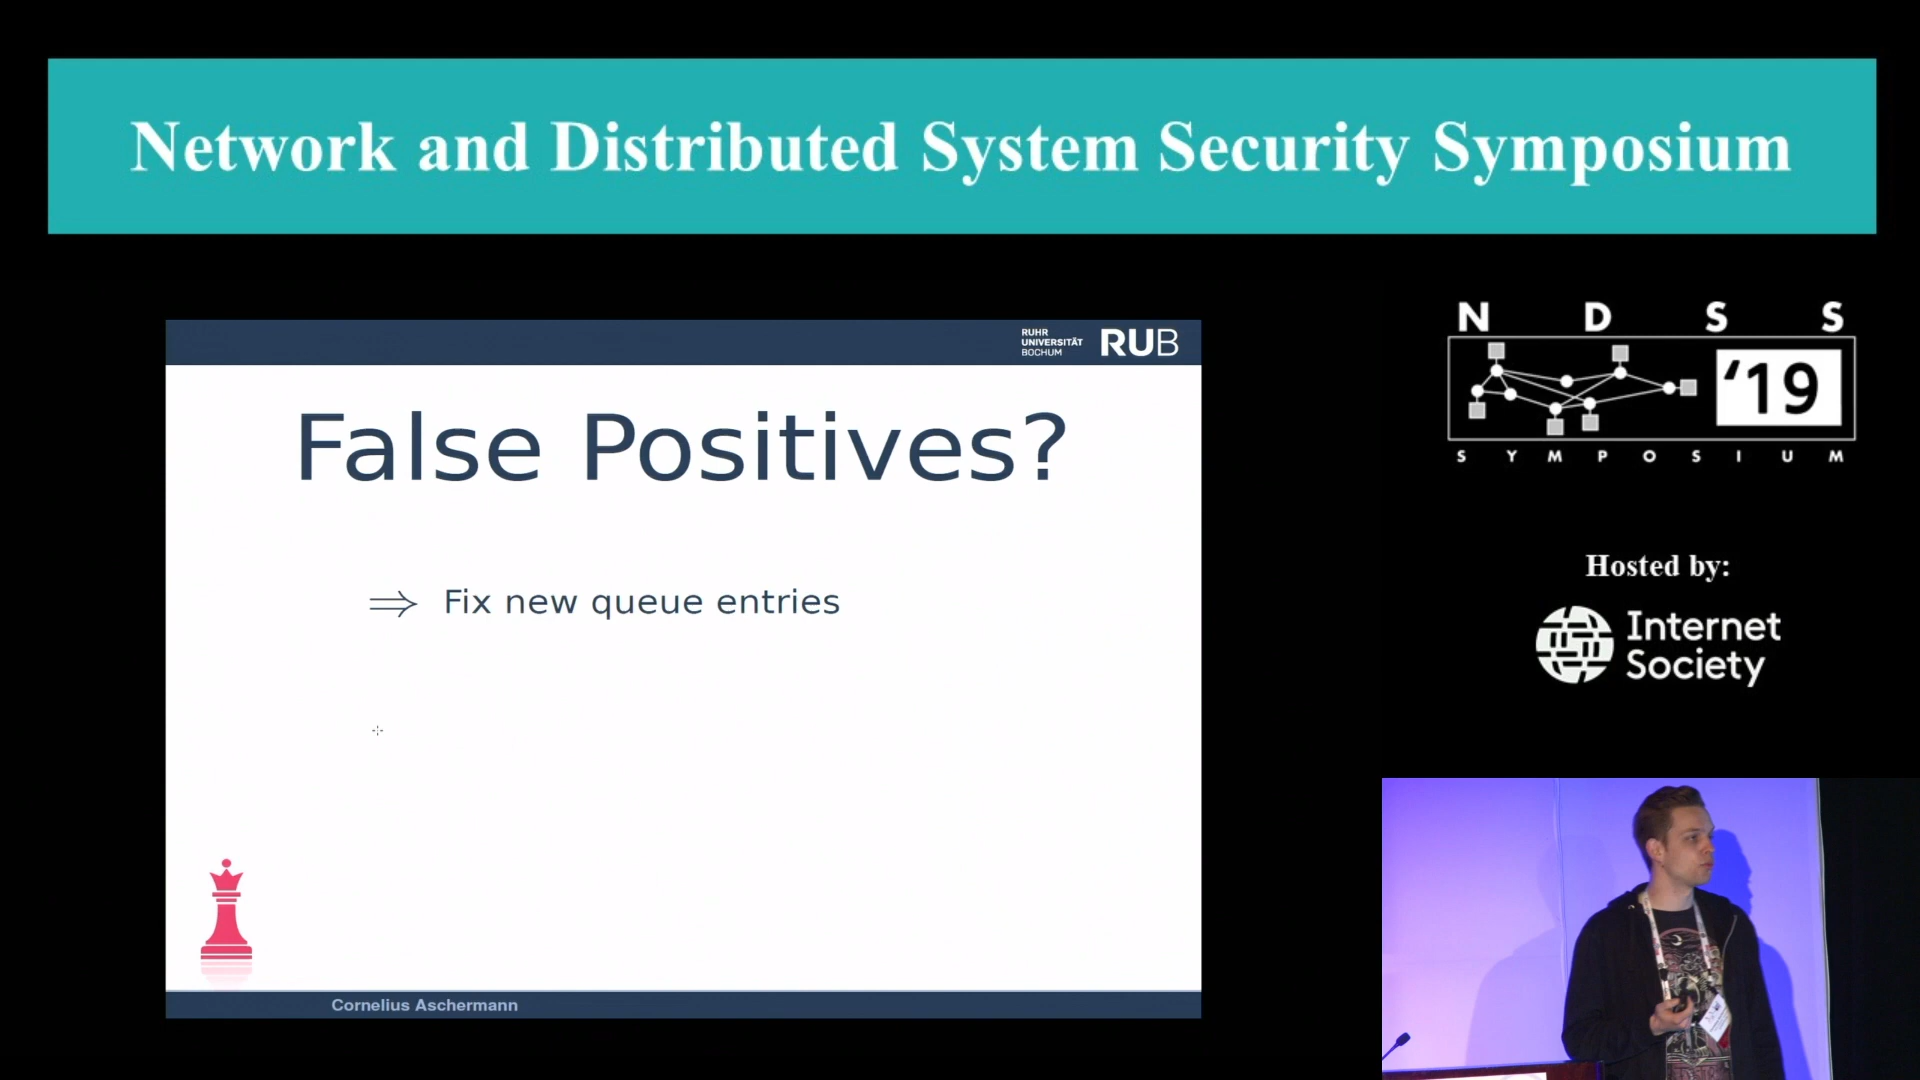 Network and Distributed System Security Symposium
RUHR
UNIVERSITÄT
BOCHUM
RUB
False Positives?
⇒ Fix new queue entries
Cornelius Aschermann
N D S S
'19
S Y M P O S I U M
Hosted by:
Internet
Society